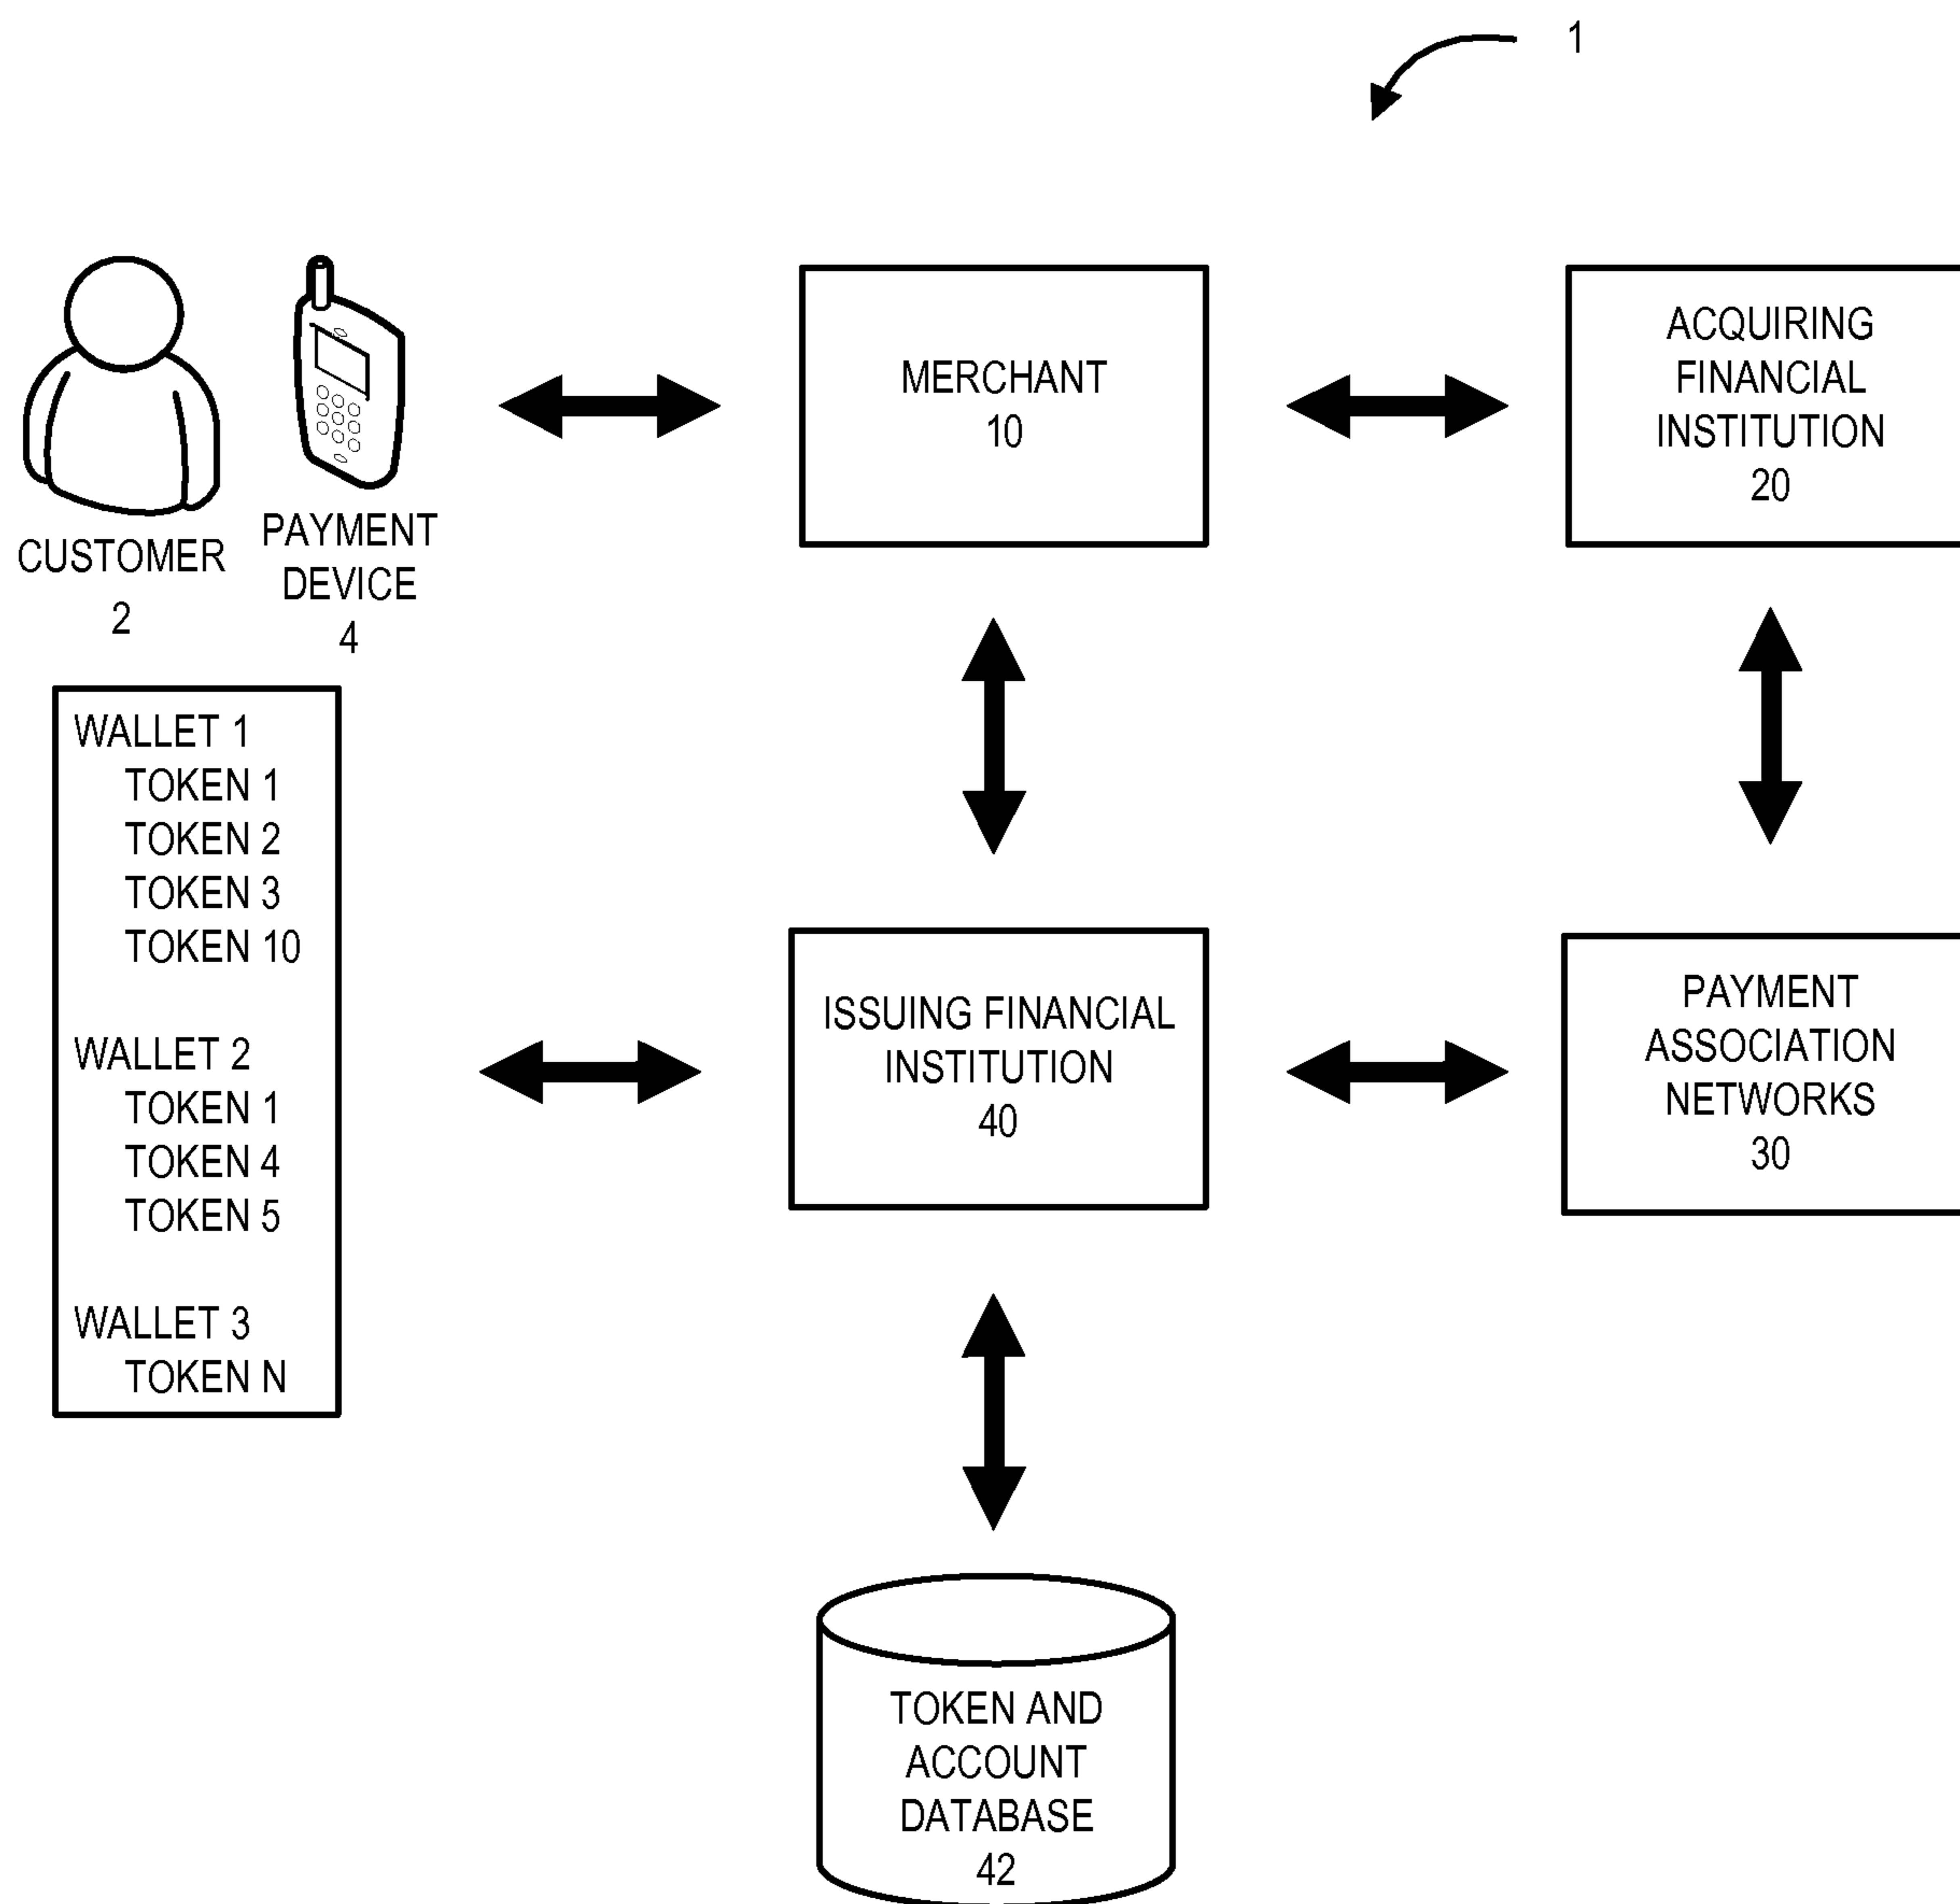 1
CUSTOMER
2
PAYMENT
DEVICE
4
MERCHANT
10
ACQUIRING
FINANCIAL
INSTITUTION
20
WALLET 1
TOKEN 1
TOKEN 2
TOKEN 3
TOKEN 10
WALLET 2
TOKEN 1
TOKEN 4
TOKEN 5
WALLET 3
TOKEN N
ISSUING FINANCIAL
INSTITUTION
40
PAYMENT
ASSOCIATION
NETWORKS
30
TOKEN AND
ACCOUNT
DATABASE
42